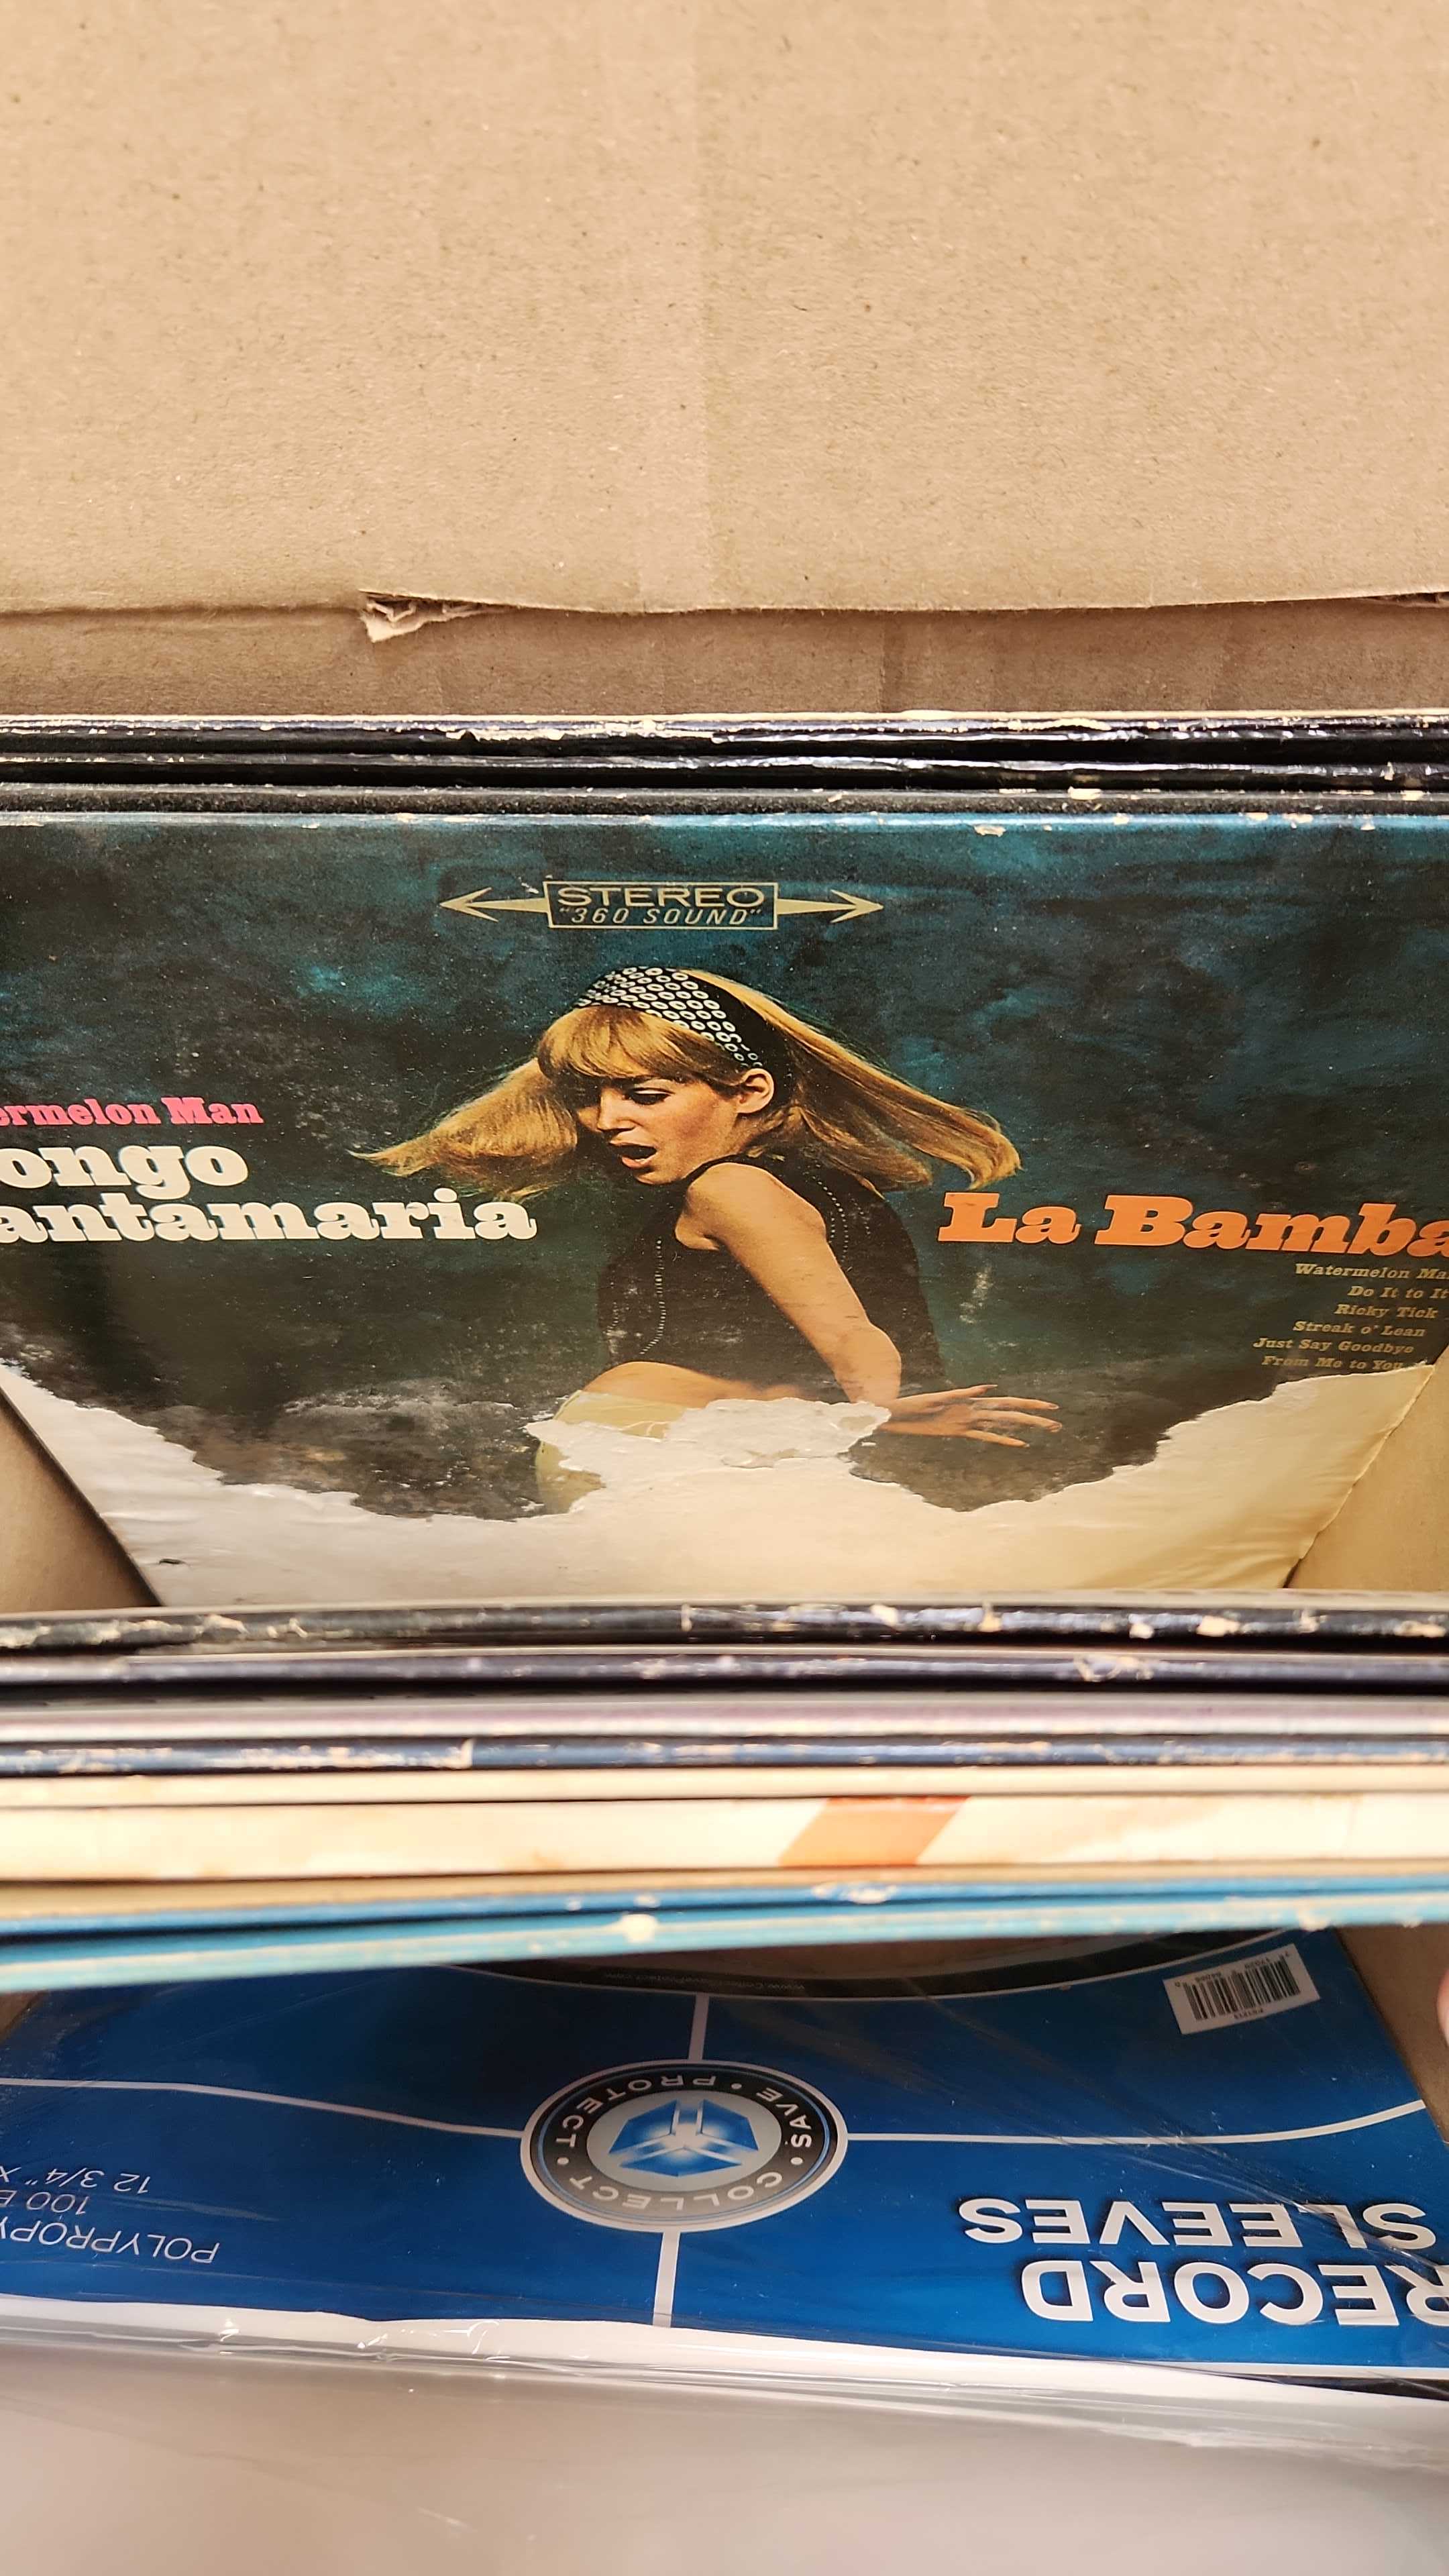 STEREO
"360 SOUND"
ermelon Man
ongo
antamaria
La Bamba
Watermelon Ma
Do It to It
Ricky Tick
Streak o' Lean
Just Say Goodbye
From Me to You
SAVE • PROTECT • COLLECT •
RECORD
SLEEVES
POLYPROPY
100
12 3/4" X